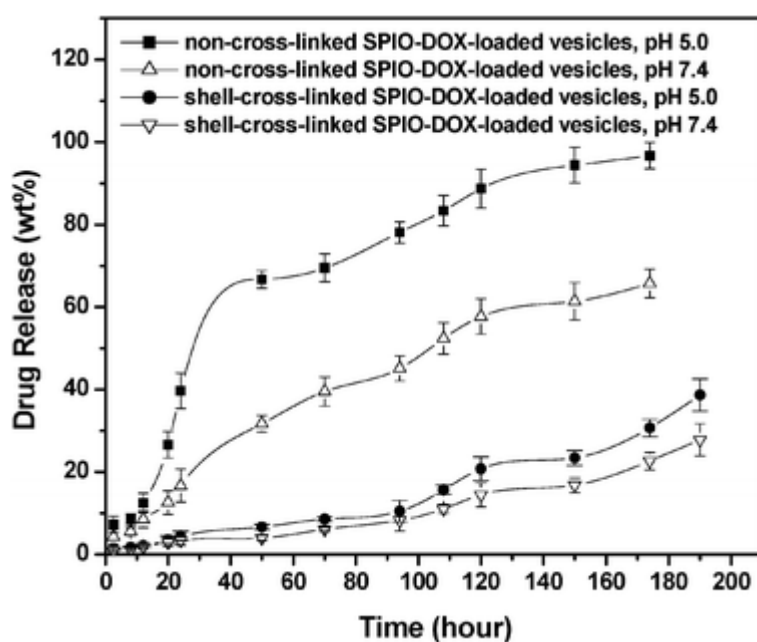 non-cross-linked SPIO-DOX-loaded vesicles, pH 5.0
non-cross-linked SPIO-DOX-loaded vesicles, pH 7.4
shell-cross-linked SPIO-DOX-loaded vesicles, pH 5.0
shell-cross-linked SPIO-DOX-loaded vesicles, pH 7.4
Drug Release (wt%)
120
100
80
60
40
20
0
0 20 40 60 80 100 120 140 160 180 200
Time (hour)